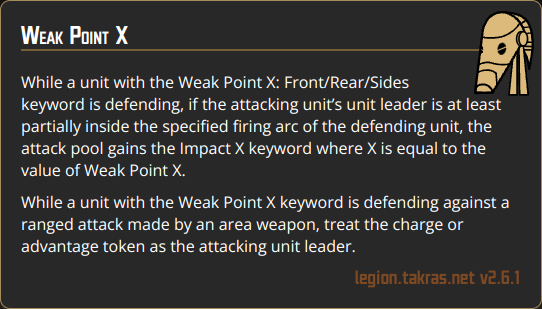 Weak Point X
While a unit with the Weak Point X: Front/Rear/Sides
keyword is defending, if the attacking unit’s unit leader is at least
partially inside the specified firing arc of the defending unit, the
attack pool gains the Impact X keyword where X is equal to the
value of Weak Point X.
While a unit with the Weak Point X keyword is defending against a
ranged attack made by an area weapon, treat the charge or
advantage token as the attacking unit leader.
legion.takras.net v2.6.1